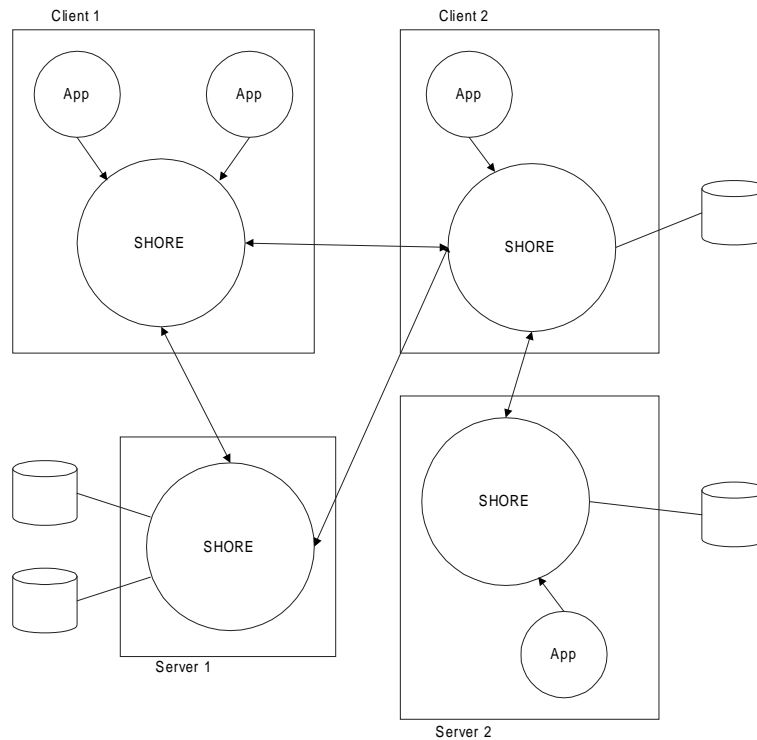 Client 1
Client 2
App
App
App
SHORE
SHORE
SHORE
SHORE
App
Server 1
Server 2